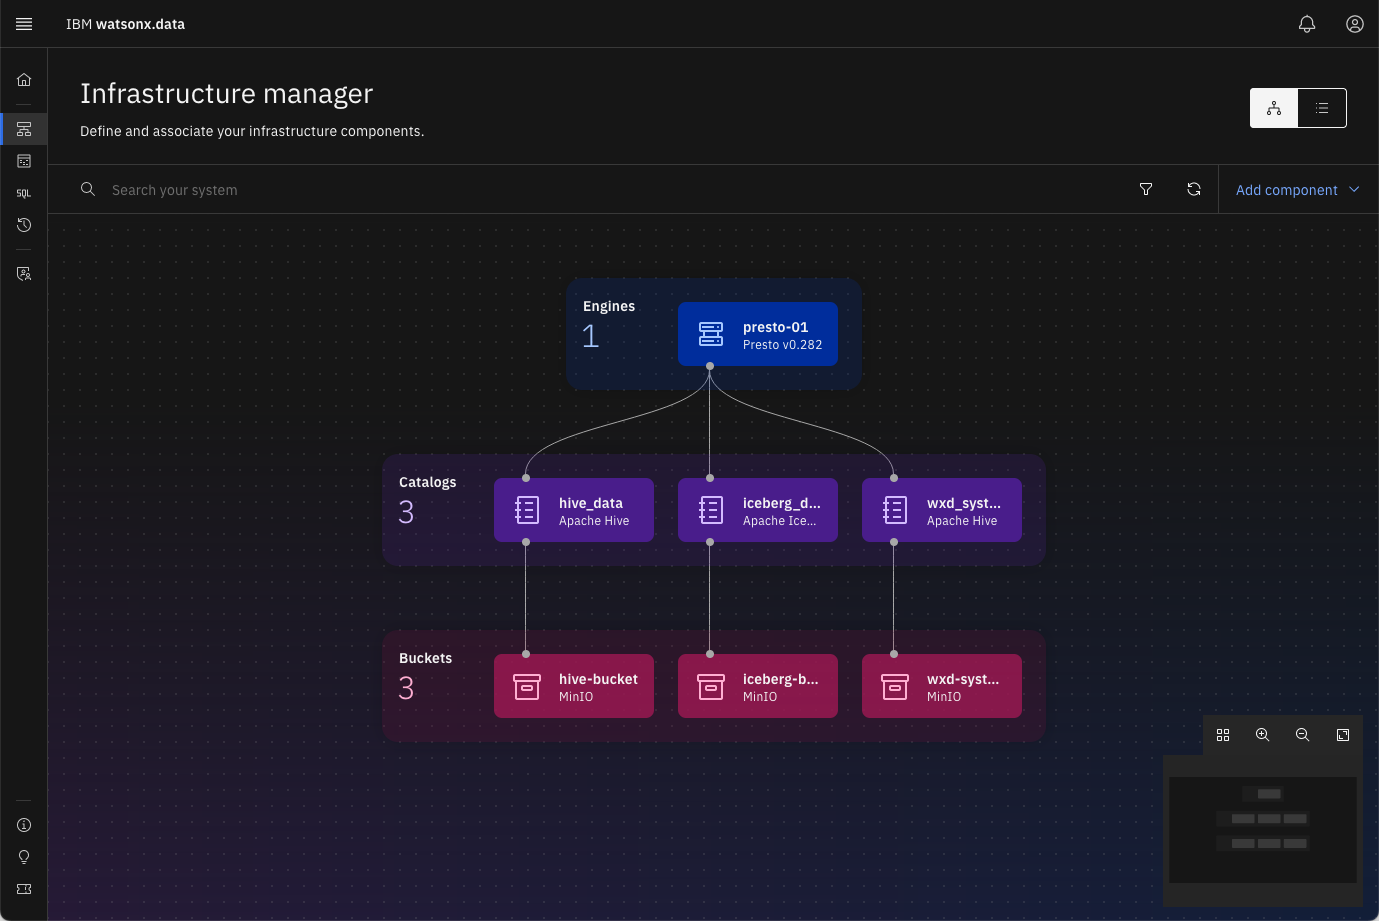 IBM watsonx.data
Infrastructure manager
Define and associate your infrastructure components.
Search your system
Add component
SQL
Engines
1
presto-01
Presto v0.282
Catalogs
3
hive_data
Apache Hive
iceberg_d...
Apache Ice...
wxd_syst...
Apache Hive
Buckets
3
hive-bucket
MinIO
iceberg-b...
MinIO
wxd-syst...
MinIO